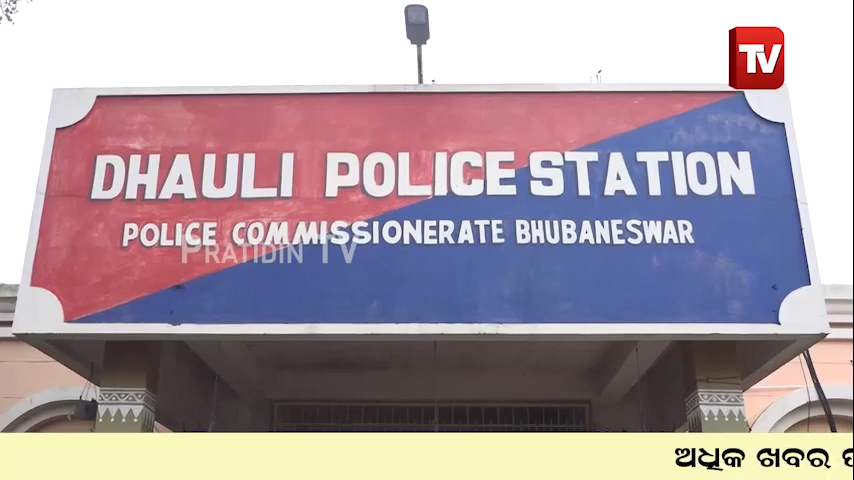 TV
DHAULI POLICE STATION
POLICE COMMISSIONERATE BHUBANESWAR
PRATIDIN TV
ଅଧିକ ଖବର